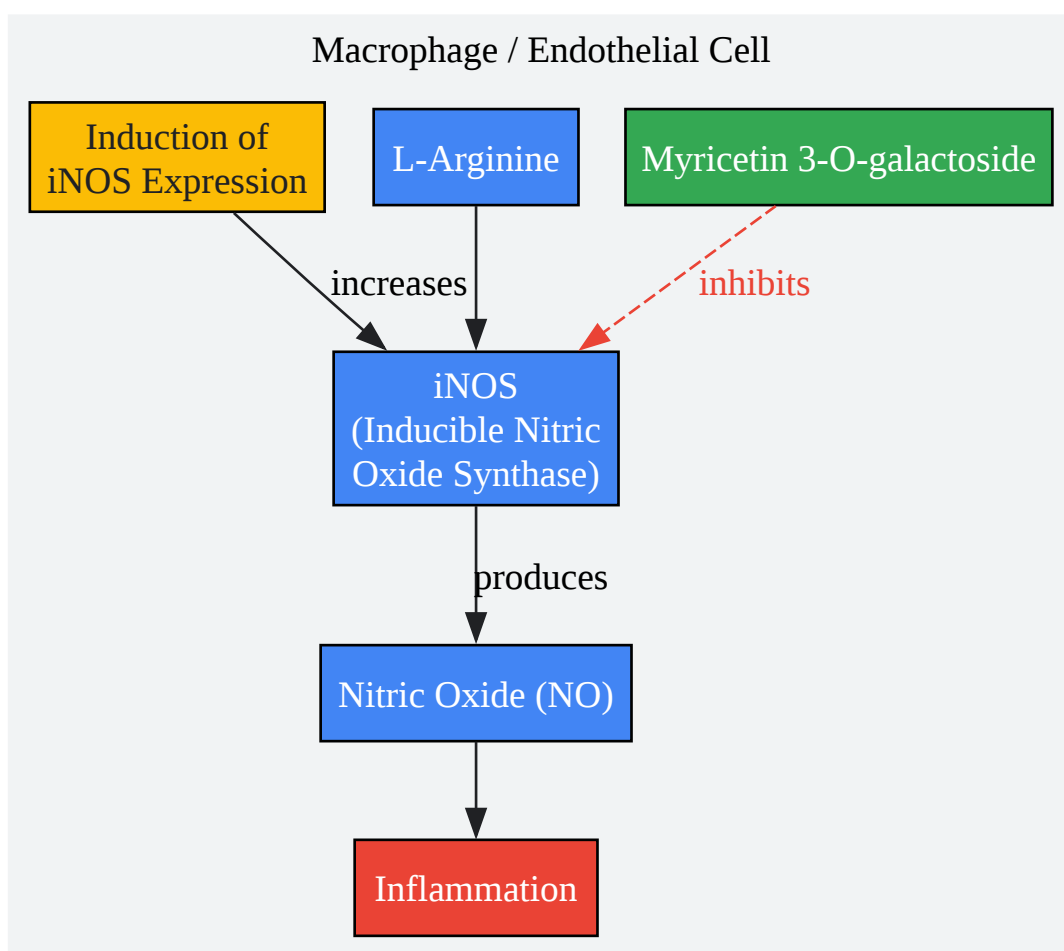 Macrophage / Endothelial Cell
Induction of
iNOS Expression
L-Arginine
Myricetin 3-O-galactoside
increases
inhibits
iNOS
(Inducible Nitric
Oxide Synthase)
produces
Nitric Oxide (NO)
Inflammation